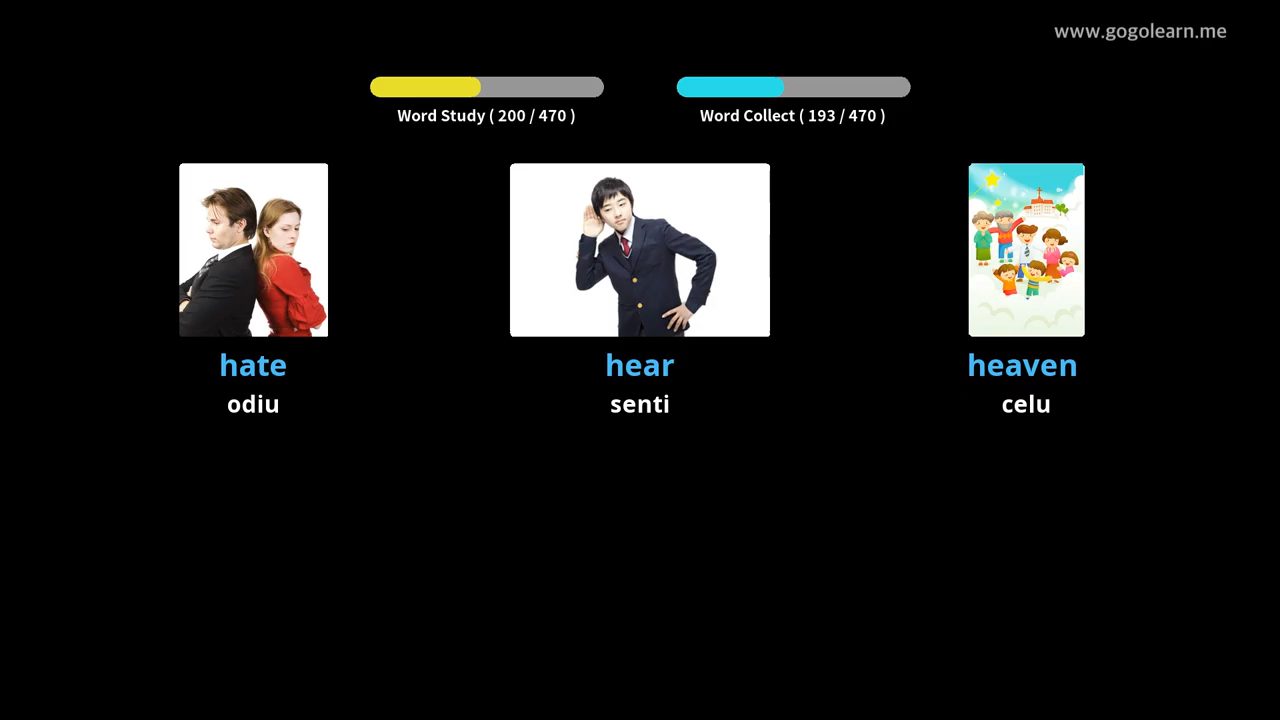 www.gogolearn.me
Word Study ( 200 / 470 )
Word Collect ( 193 / 470 )
hate
odiu
hear
senti
heaven
celu